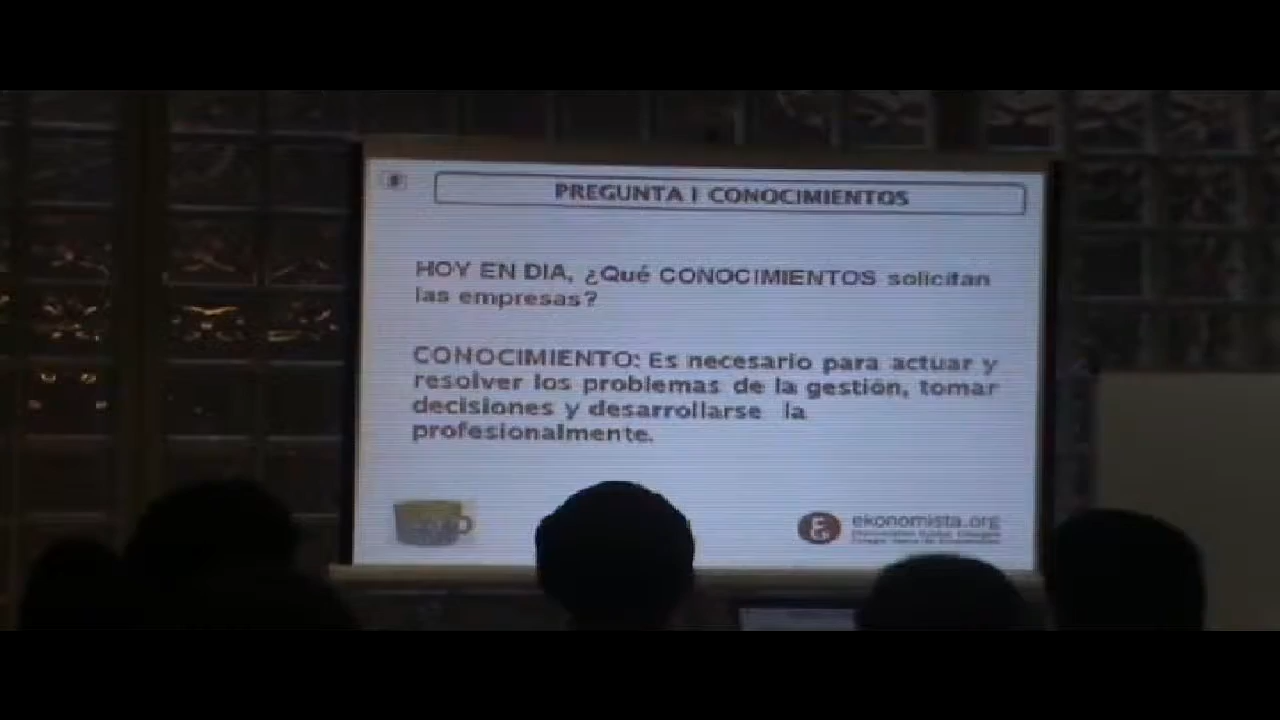 PREGUNTA I CONOCIMIENTOS
HOY EN DIA, ¿Qué CONOCIMIENTOS solicitan
las empresas?
CONOCIMIENTO: Es necesario para actuar y
resolver los problemas de la gestión, tomar
decisiones y desarrollarse la
profesionalmente.
ekonomista.org